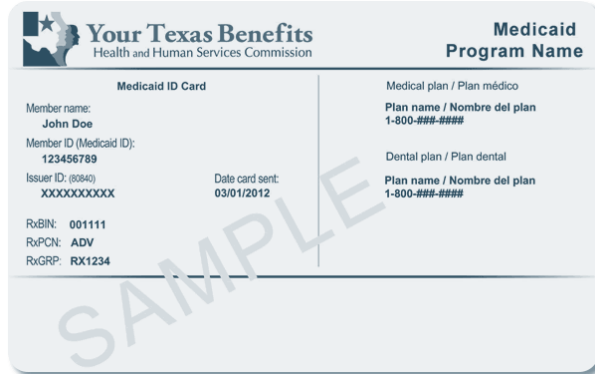 Your Texas Benefits
Health and Human Services Commission
Medicaid
Program Name
Medicaid ID Card
Member name:
John Doe
Member ID (Medicaid ID):
123456789
Issuer ID: (80840)
Date card sent:
XXXXXXXXXX
03/01/2012
RxBIN: 001111
RxPCN: ADV
RxGRP: RX1234
Medical plan / Plan médico
Plan name / Nombre del plan
1-800-###-####
Dental plan / Plan dental
Plan name / Nombre del plan
1-800-###-####
SAMPLE